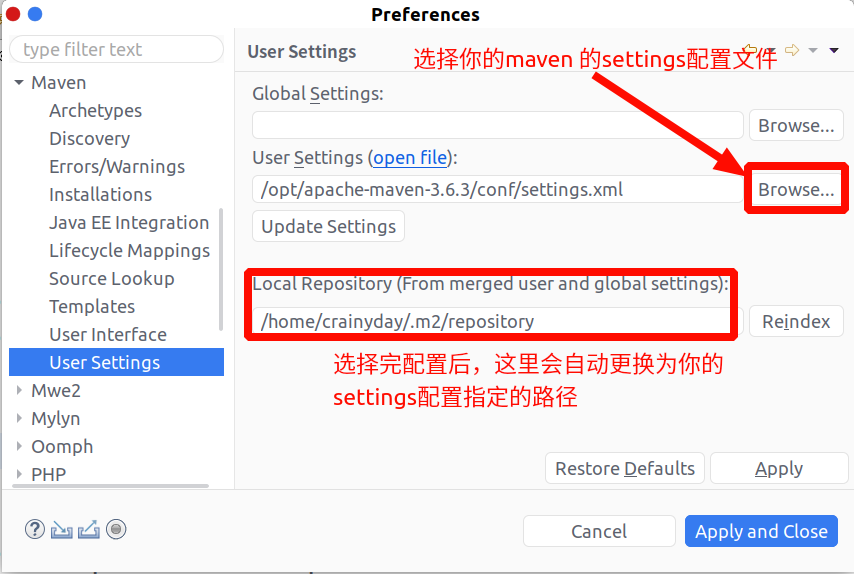 Preferences
type filter text
User Settings
选择你的maven 的settings配置文件
Maven
Archetypes
Discovery
Errors/Warnings
Installations
Java EE Integration
Lifecycle Mappings
Source Lookup
Templates
User Interface
User Settings
Mwe2
Mylyn
Oomph
PHP
Global Settings:
Browse...
User Settings (open file):
/opt/apache-maven-3.6.3/conf/settings.xml
Browse...
Update Settings
Local Repository (From merged user and global settings):
/home/crainyday/.m2/repository
Reindex
选择完配置后，这里会自动更换为你的
settings配置指定的路径
Restore Defaults
Apply
Cancel
Apply and Close